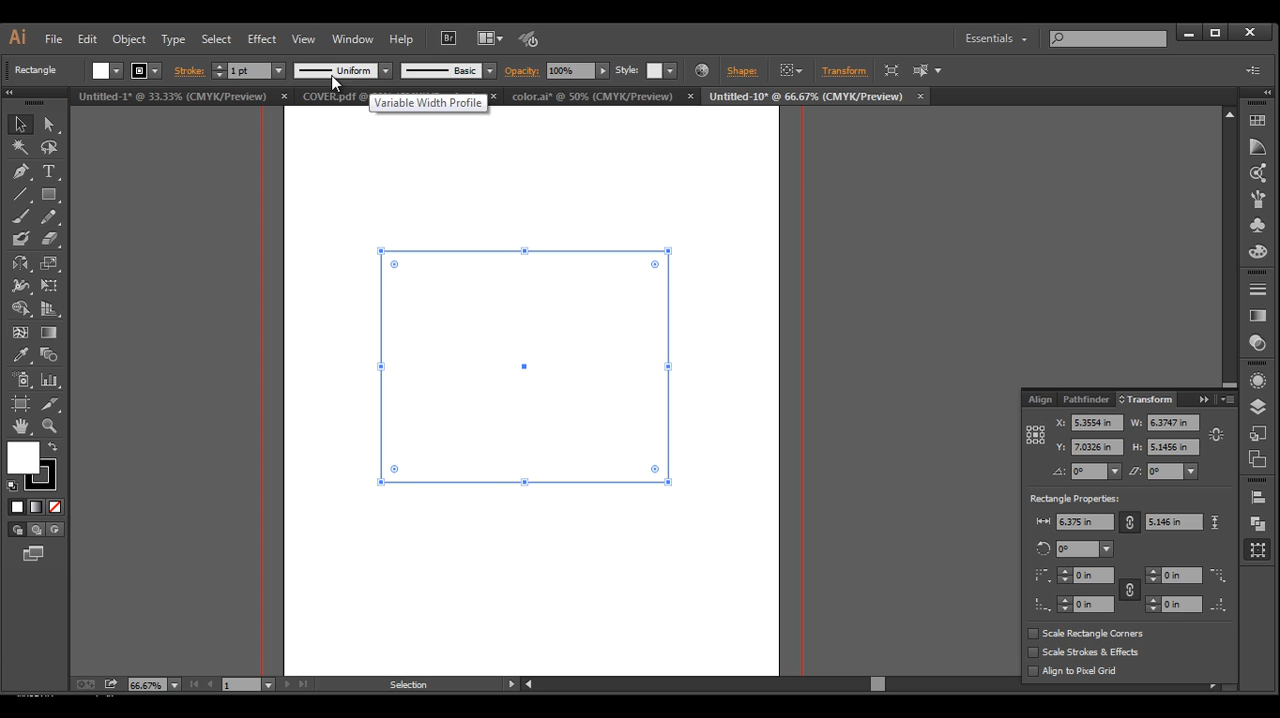 Ai File Edit Object Type Select Effect View Window Help Br Essentials
Rectangle Stroke: 1 pt Uniform Basic Opacity: 100% Style: Shape: Transform
Untitled-1* @ 33.33% (CMYK/Preview) COVER.pdf @ color.ai* @ 50% (CMYK/Preview) Untitled-10* @ 66.67% (CMYK/Preview)
Variable Width Profile
T
Align Pathfinder Transform
X: 5.3554 in W: 6.3747 in
Y: 7.0326 in H: 5.1456 in
0° 0°
Rectangle Properties:
6.375 in 5.146 in
0°
0 in 0 in
0 in 0 in
Scale Rectangle Corners
Scale Strokes & Effects
Align to Pixel Grid
66.67% 1 Selection